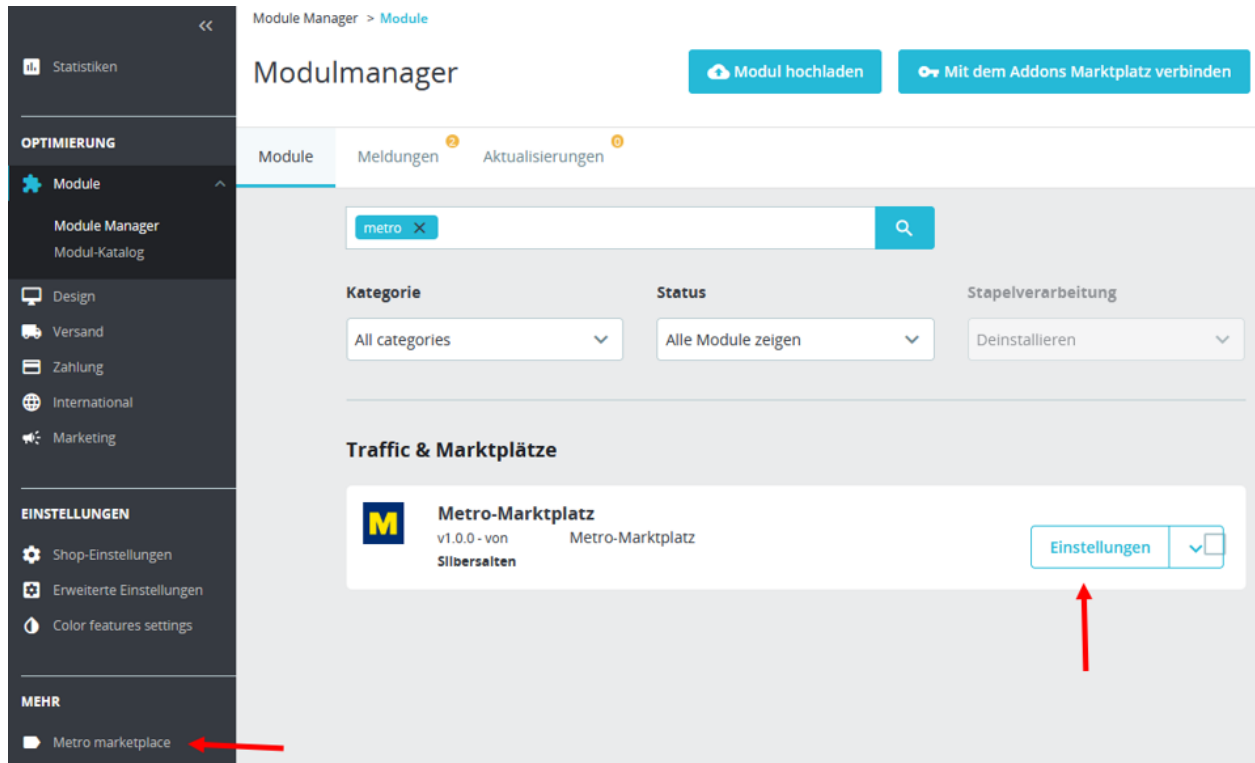 Statistiken
OPTIMIERUNG
Module
Module Manager
Modul-Katalog
Design
Versand
Zahlung
International
Marketing
EINSTELLUNGEN
Shop-Einstellungen
Erweiterte Einstellungen
Color features settings
MEHR
Metro marketplace
Module Manager > Module
Modulmanager
Modul hochladen
Mit dem Addons Marktplatz verbinden
Module
Meldungen 2
Aktualisierungen 0
metro
Kategorie
Status
Stapelverarbeitung
All categories
Alle Module zeigen
Deinstallieren
Traffic & Marktplätze
M
Metro-Marktplatz
v1.0.0 - von Metro-Marktplatz
Silbersaiten
Einstellungen